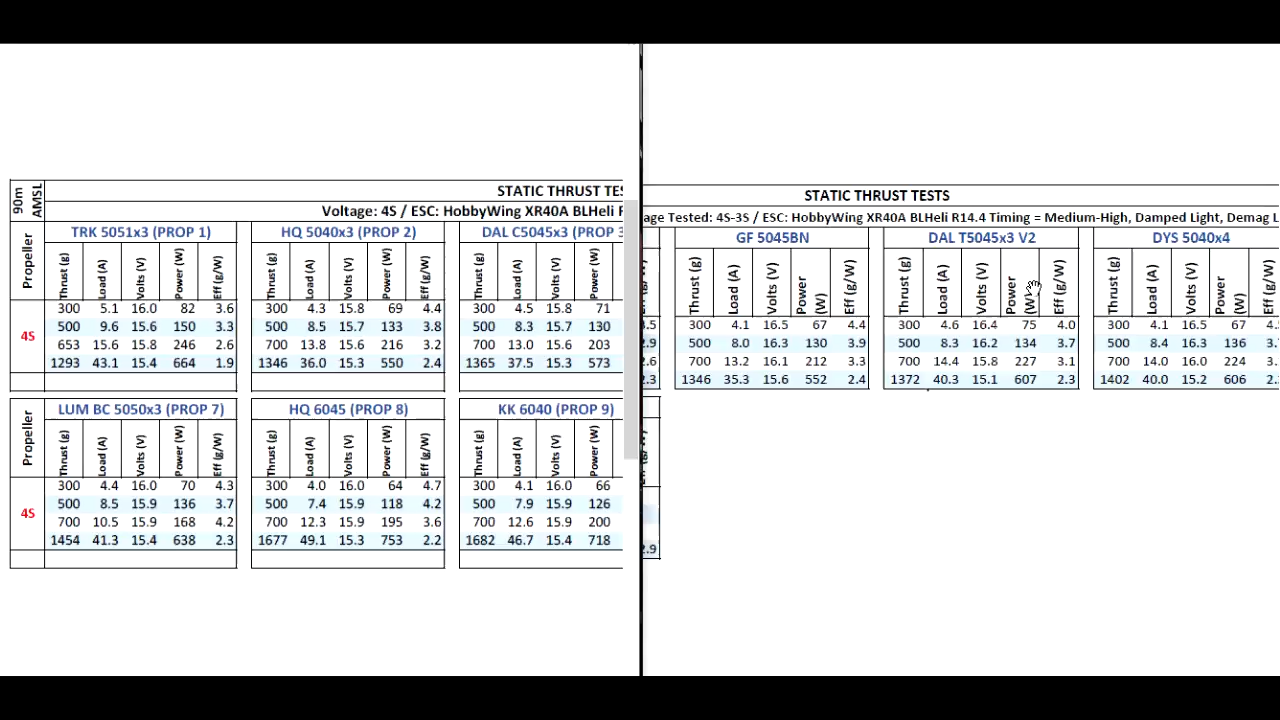 90m AMSL
STATIC THRUST TES
Voltage: 4S / ESC: HobbyWing XR40A BLHeli R
Propeller
TRK 5051x3 (PROP 1) HQ 5040x3 (PROP 2) DAL C5045x3 (PROP 3
Thrust (g) Load (A) Volts (V) Power (W) Eff (g/W) Thrust (g) Load (A) Volts (V) Power (W) Eff (g/W) Thrust (g) Load (A) Volts (V) Power (W)
4S
300 5.1 16.0 82 3.6 300 4.3 15.8 69 4.4 300 4.5 15.8 71
500 9.6 15.6 150 3.3 500 8.5 15.7 133 3.8 500 8.3 15.7 130
653 15.6 15.8 246 2.6 700 13.8 15.6 216 3.2 700 13.0 15.6 203
1293 43.1 15.4 664 1.9 1346 36.0 15.3 550 2.4 1365 37.5 15.3 573
Propeller
LUM BC 5050x3 (PROP 7) HQ 6045 (PROP 8) KK 6040 (PROP 9)
Thrust (g) Load (A) Volts (V) Power (W) Eff (g/W) Thrust (g) Load (A) Volts (V) Power (W) Eff (g/W) Thrust (g) Load (A) Volts (V) Power (W)
4S
300 4.4 16.0 70 4.3 300 4.0 16.0 64 4.7 300 4.1 16.0 66
500 8.5 15.9 136 3.7 500 7.4 15.9 118 4.2 500 7.9 15.9 126
700 10.5 15.9 168 4.2 700 12.3 15.9 195 3.6 700 12.6 15.9 200
1454 41.3 15.4 638 2.3 1677 49.1 15.3 753 2.2 1682 46.7 15.4 718
STATIC THRUST TESTS
age Tested: 4S-3S / ESC: HobbyWing XR40A BLHeli R14.4 Timing = Medium-High, Damped Light, Demag L
GF 5045BN DAL T5045x3 V2 DYS 5040x4
Thrust (g) Load (A) Volts (V) Power (W) Eff (g/W) Thrust (g) Load (A) Volts (V) Power (W) Eff (g/W) Thrust (g) Load (A) Volts (V) Power (W) Eff (g/W)
300 4.1 16.5 67 4.4 300 4.6 16.4 75 4.0 300 4.1 16.5 67
500 8.0 16.3 130 3.9 500 8.3 16.2 134 3.7 500 8.4 16.3 136
700 13.2 16.1 212 3.3 700 14.4 15.8 227 3.1 700 14.0 16.0 224
1346 35.3 15.6 552 2.4 1372 40.3 15.1 607 2.3 1402 40.0 15.2 606